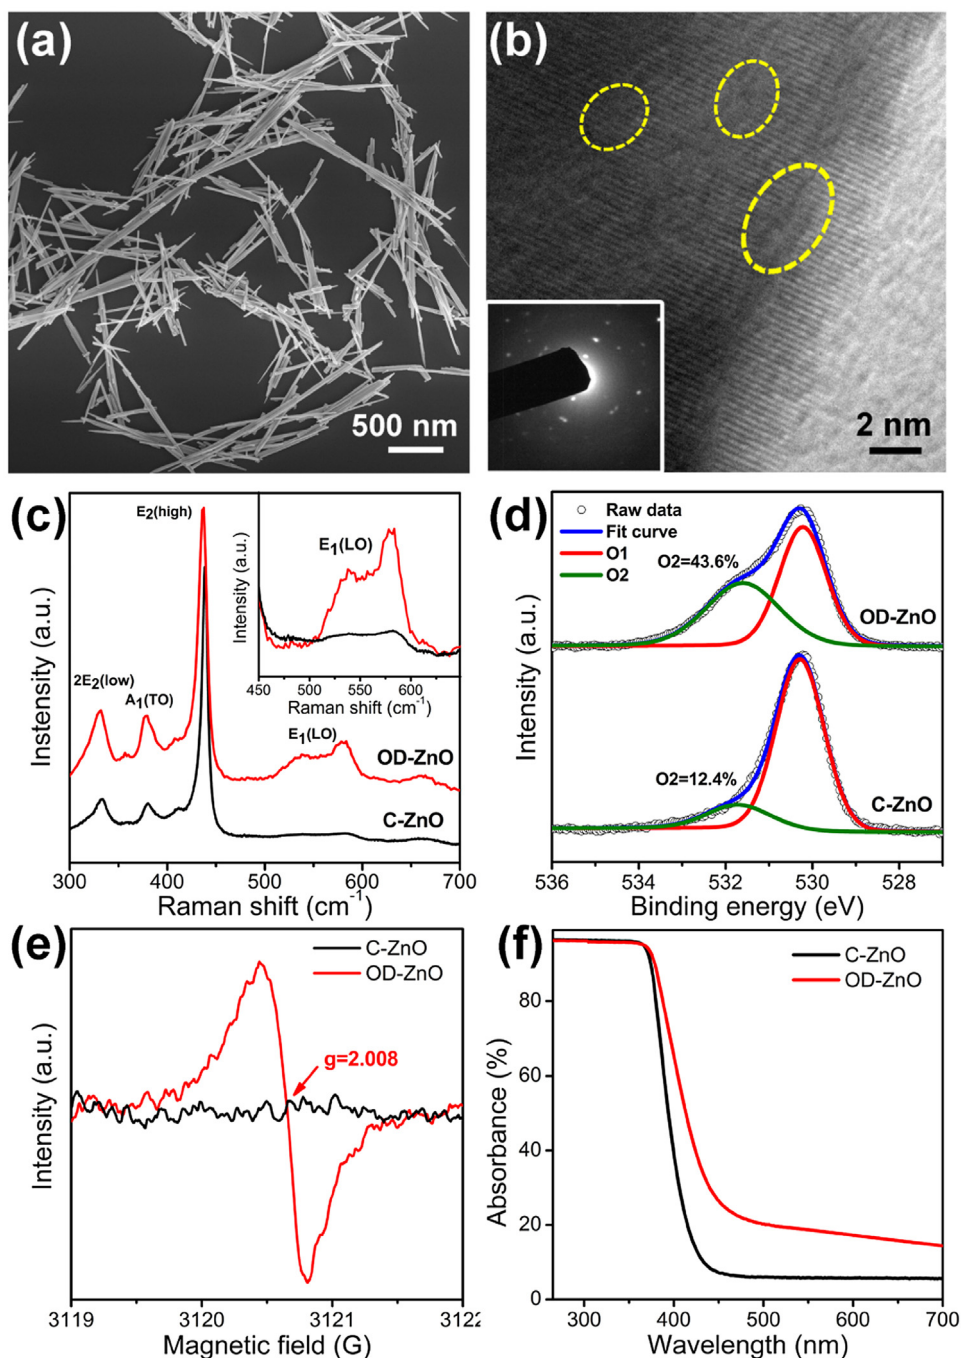 (a)
500 nm
(b)
2 nm
(c)
E₂(high)
2E₂(low)
A₁(TO)
E₁(LO)
OD-ZnO
C-ZnO
Instensity (a.u.)
300 400 500 600 700
Raman shift (cm⁻¹)
E₁(LO)
Intensity (a.u.)
450 500 550 600
Raman shift (cm⁻¹)
(d)
Raw data
Fit curve
O1
O2
O2=43.6%
OD-ZnO
O2=12.4%
C-ZnO
Intensity (a.u.)
536 534 532 530 528
Binding energy (eV)
(e)
C-ZnO
OD-ZnO
g=2.008
Intensity (a.u.)
3119 3120 3121 3122
Magnetic field (G)
(f)
C-ZnO
OD-ZnO
Absorbance (%)
80
60
40
20
0
300 400 500 600 700
Wavelength (nm)